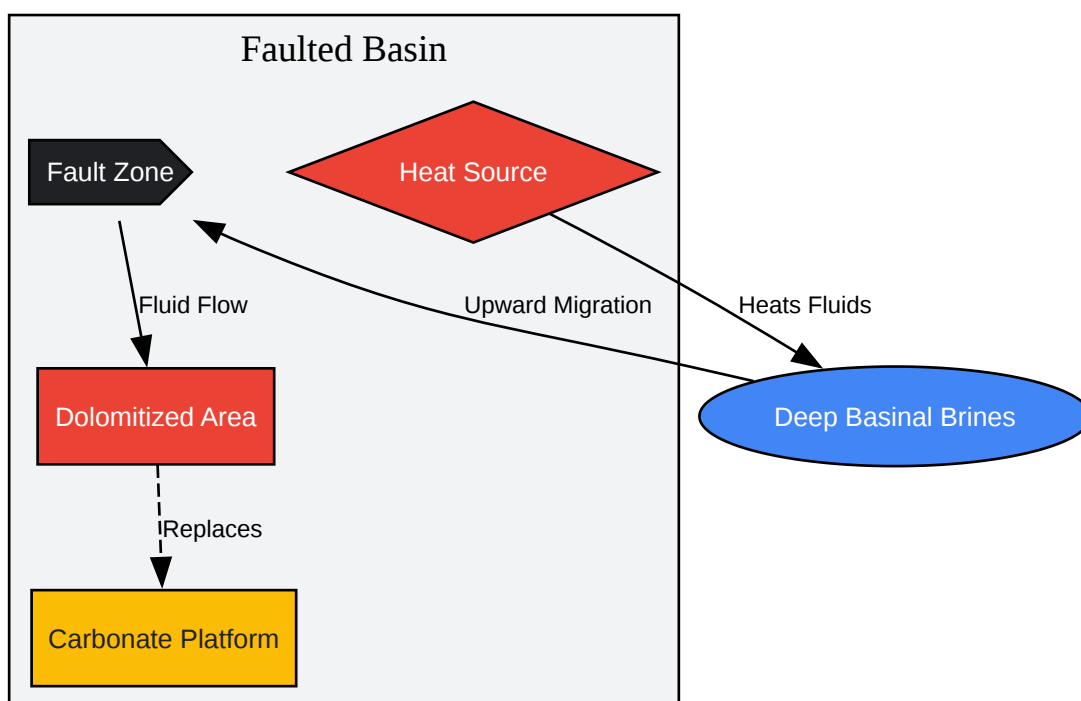 Faulted Basin
Fault Zone
Heat Source
Fluid Flow
Upward Migration
Heats Fluids
Dolomitized Area
Deep Basinal Brines
Replaces
Carbonate Platform